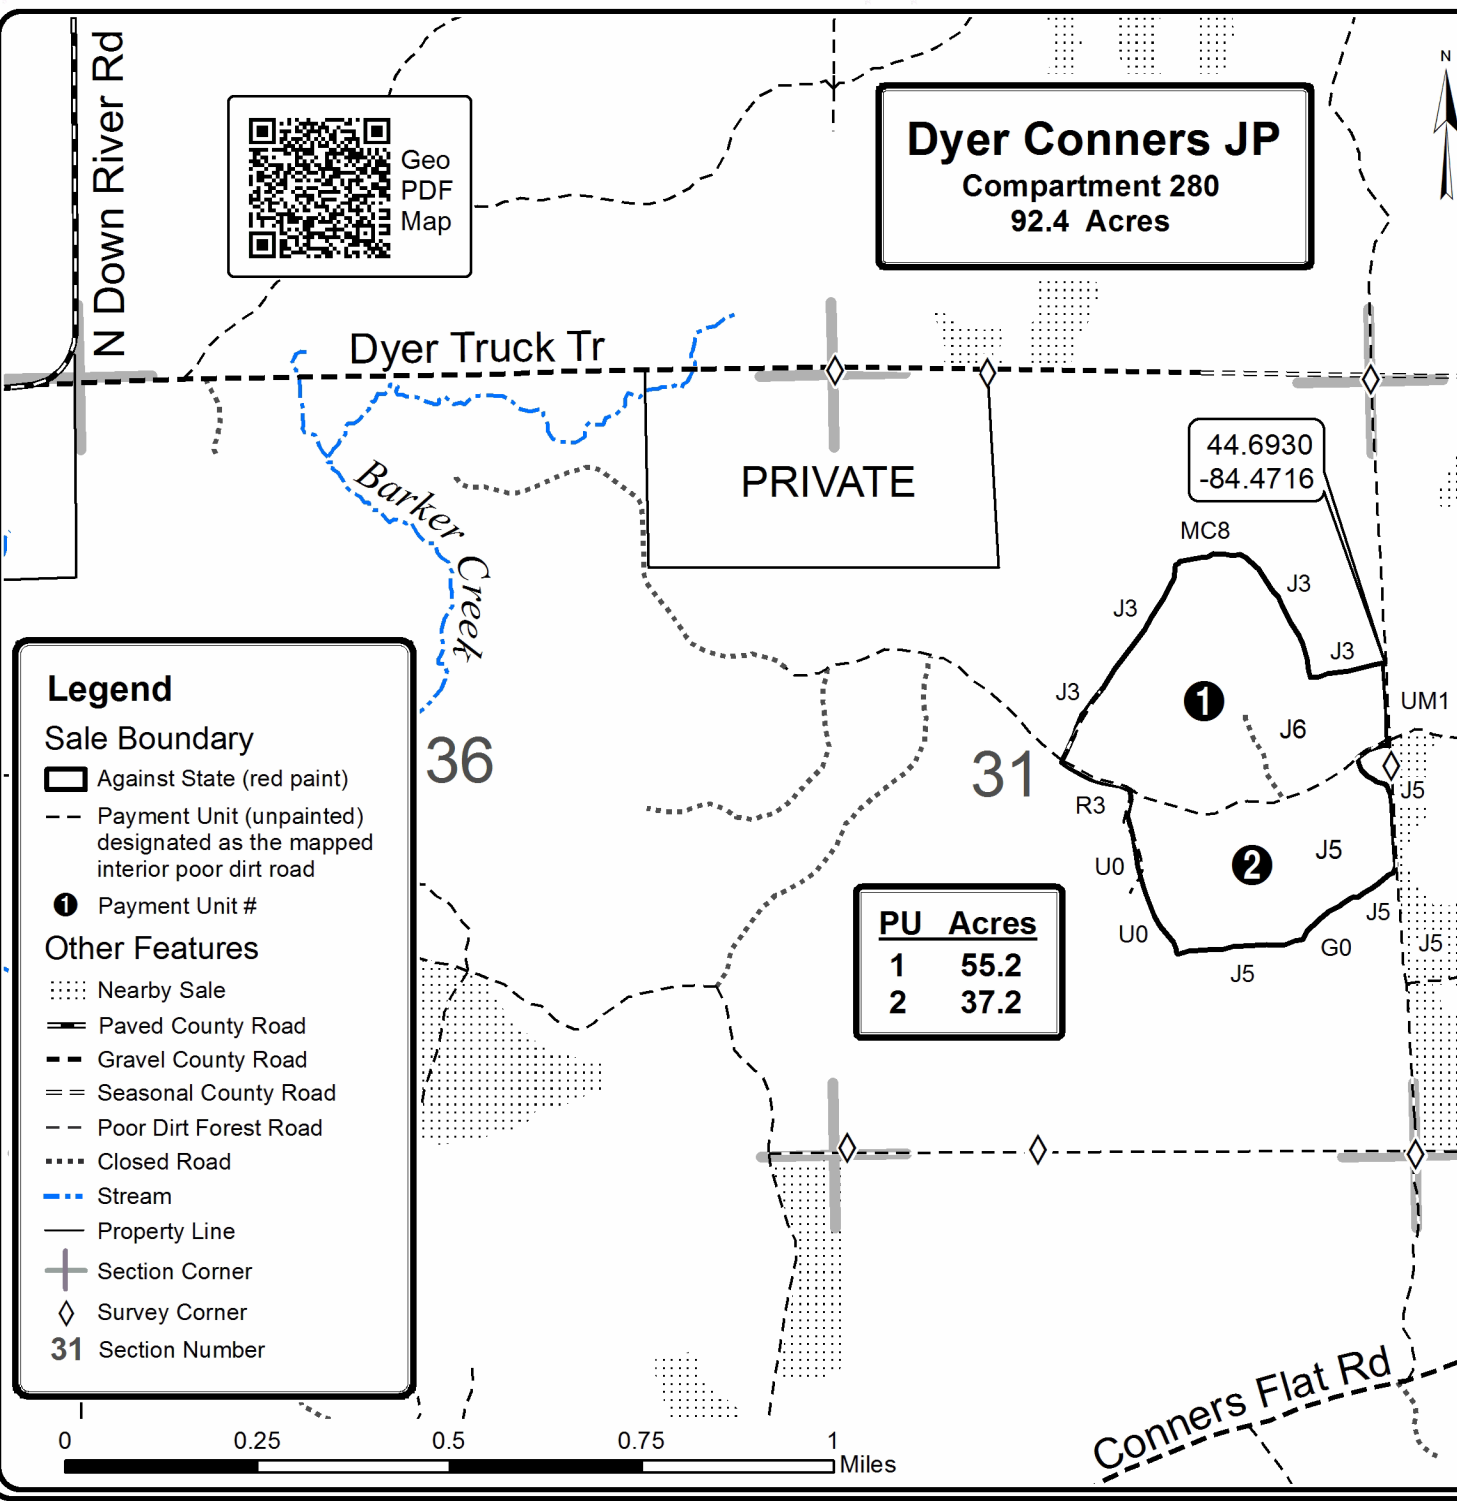 N Down River Rd
Geo
PDF
Map
Dyer Conners JP
Compartment 280
92.4 Acres
N
Dyer Truck Tr
PRIVATE
44.6930
-84.4716
Barker Creek
MC8
J3
J3
J3
J3
1
J6
UM1
36
31
J5
R3
U0
2
J5
U0
J5
G0
J5
J5
PU Acres
1 55.2
2 37.2
Legend
Sale Boundary
Against State (red paint)
Payment Unit (unpainted)
designated as the mapped
interior poor dirt road
1 Payment Unit #
Other Features
Nearby Sale
Paved County Road
Gravel County Road
Seasonal County Road
Poor Dirt Forest Road
Closed Road
Stream
Property Line
Section Corner
Survey Corner
31 Section Number
Conners Flat Rd
0 0.25 0.5 0.75 1
Miles